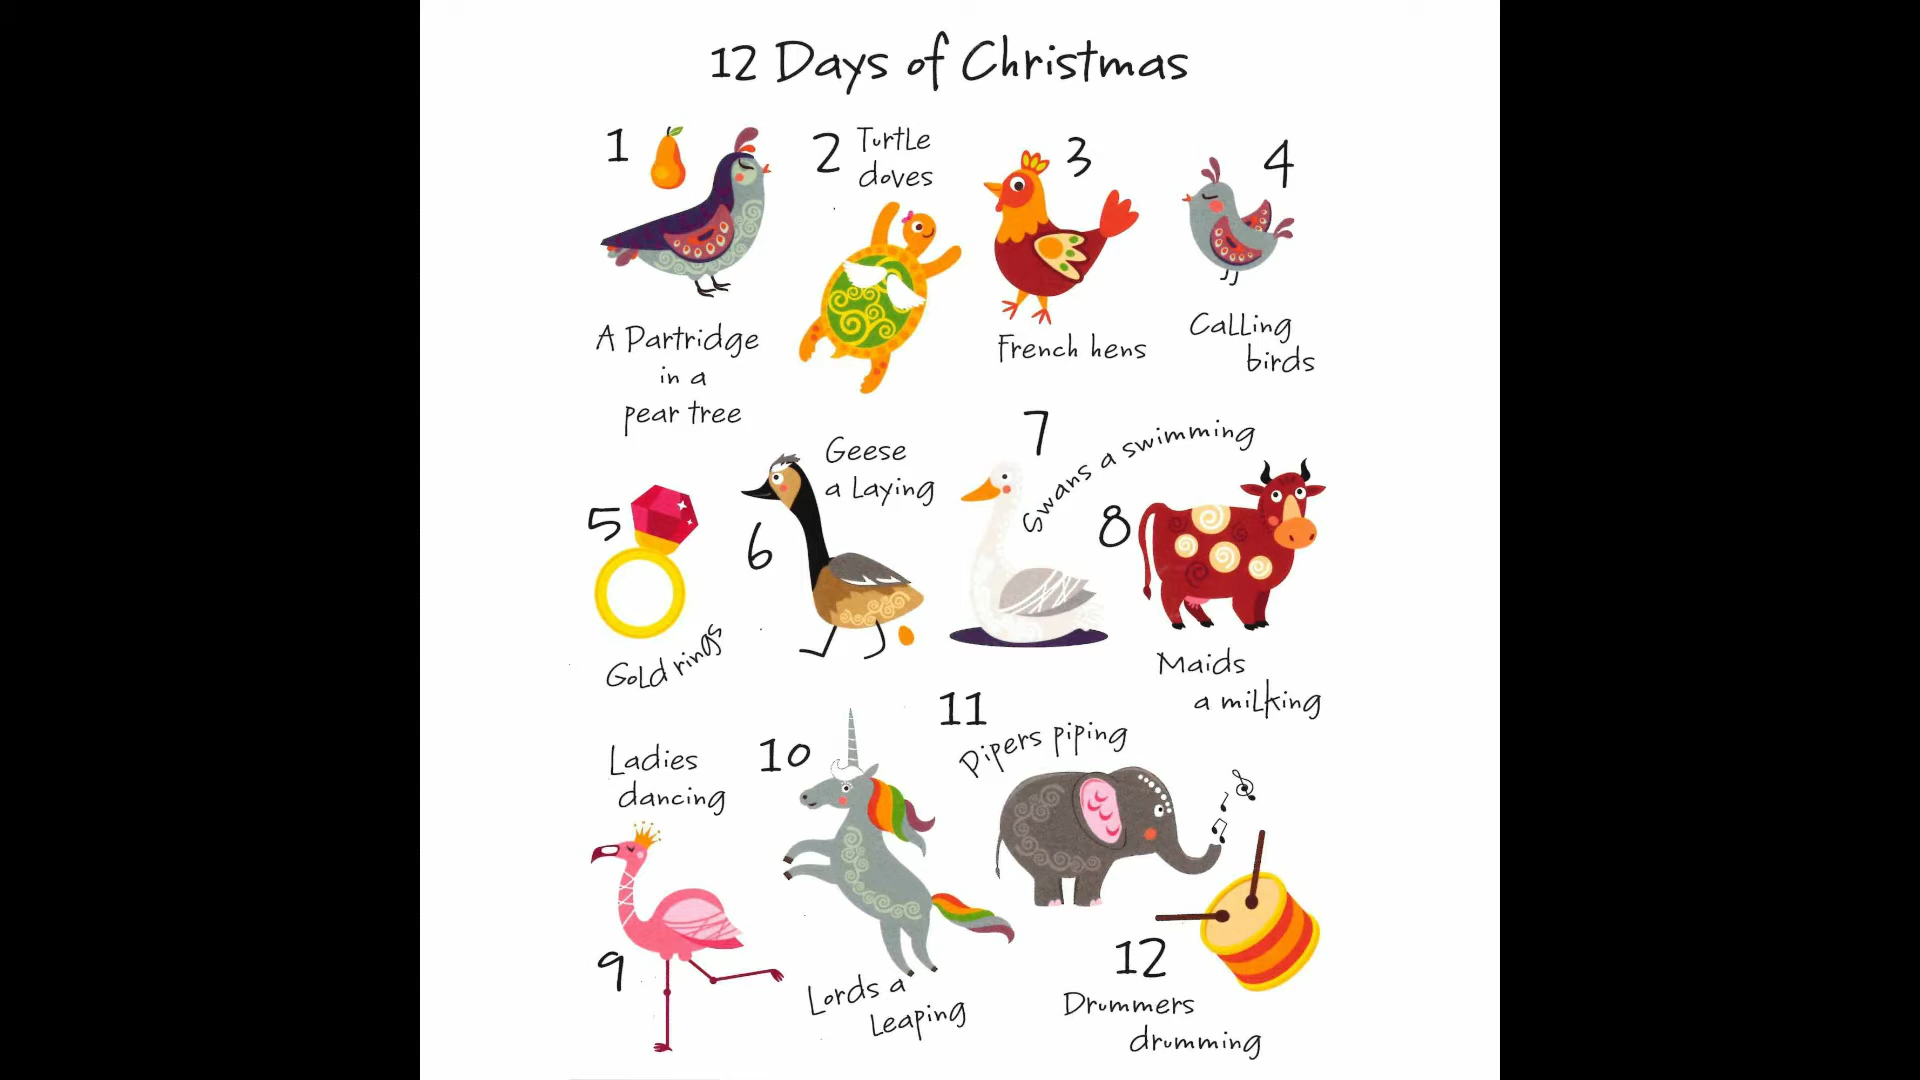 12 Days of Christmas
1
A Partridge
in a
pear tree
2
Turtle
doves
3
French hens
4
Calling
birds
5
Gold rings
6
Geese
a Laying
7
Swans a swimming
8
Maids
a milking
9
Ladies
dancing
10
Lords a
Leaping
11
Pipers piping
12
Drummers
drumming